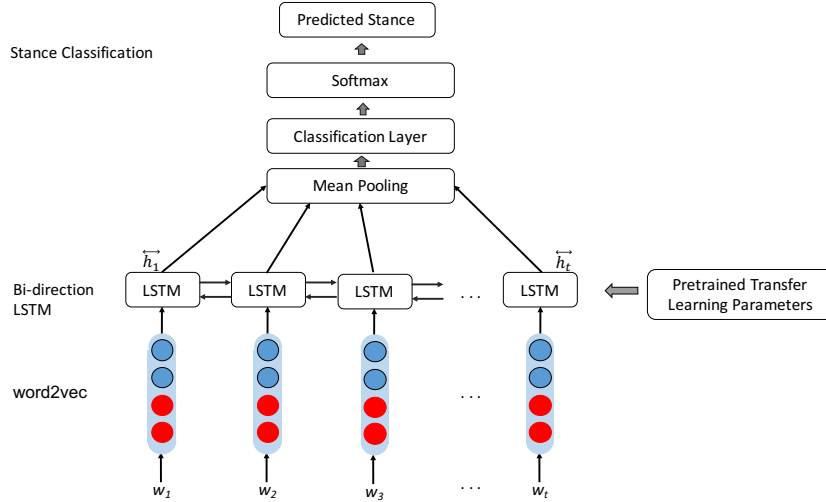 Predicted Stance
Stance Classification
Softmax
Classification Layer
Mean Pooling
h1
ht
Bi-direction
LSTM
LSTM
LSTM
LSTM
LSTM
. . .
Pretrained Transfer
Learning Parameters
word2vec
. . .
w1
w2
w3
. . .
wt